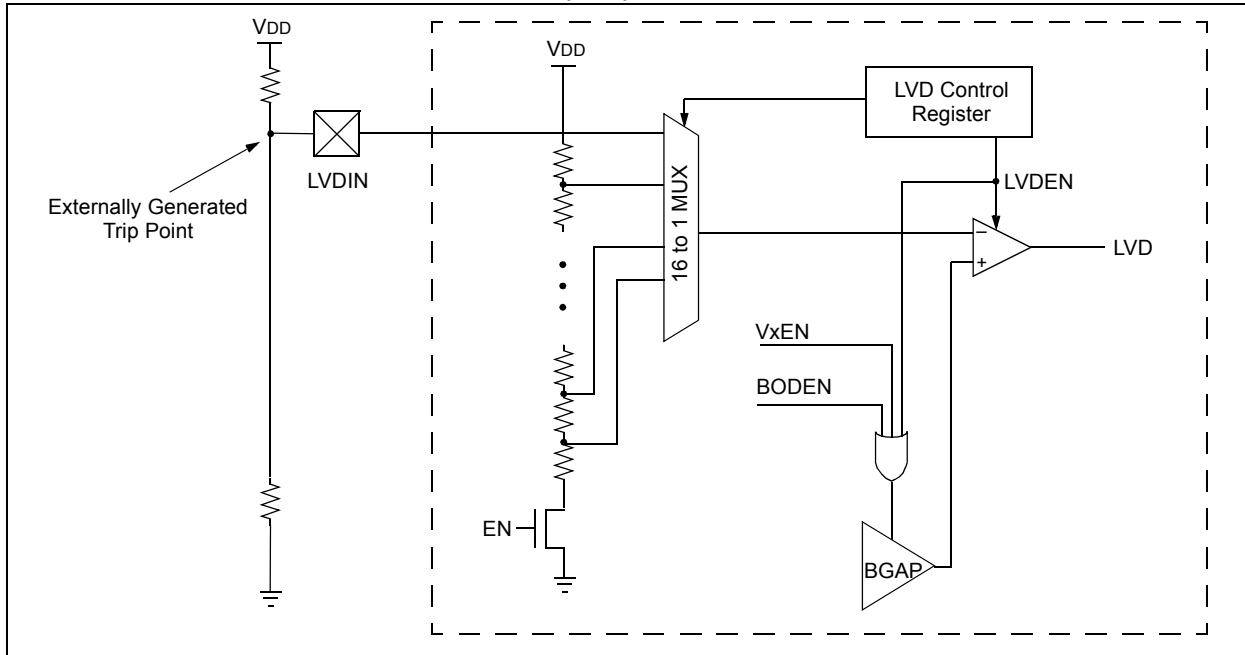 VDD
VDD
LVD Control
Register
LVDIN
16 to 1 MUX
LVDEN
Externally Generated
Trip Point
–
+
LVD
VxEN
BODEN
EN
BGAP